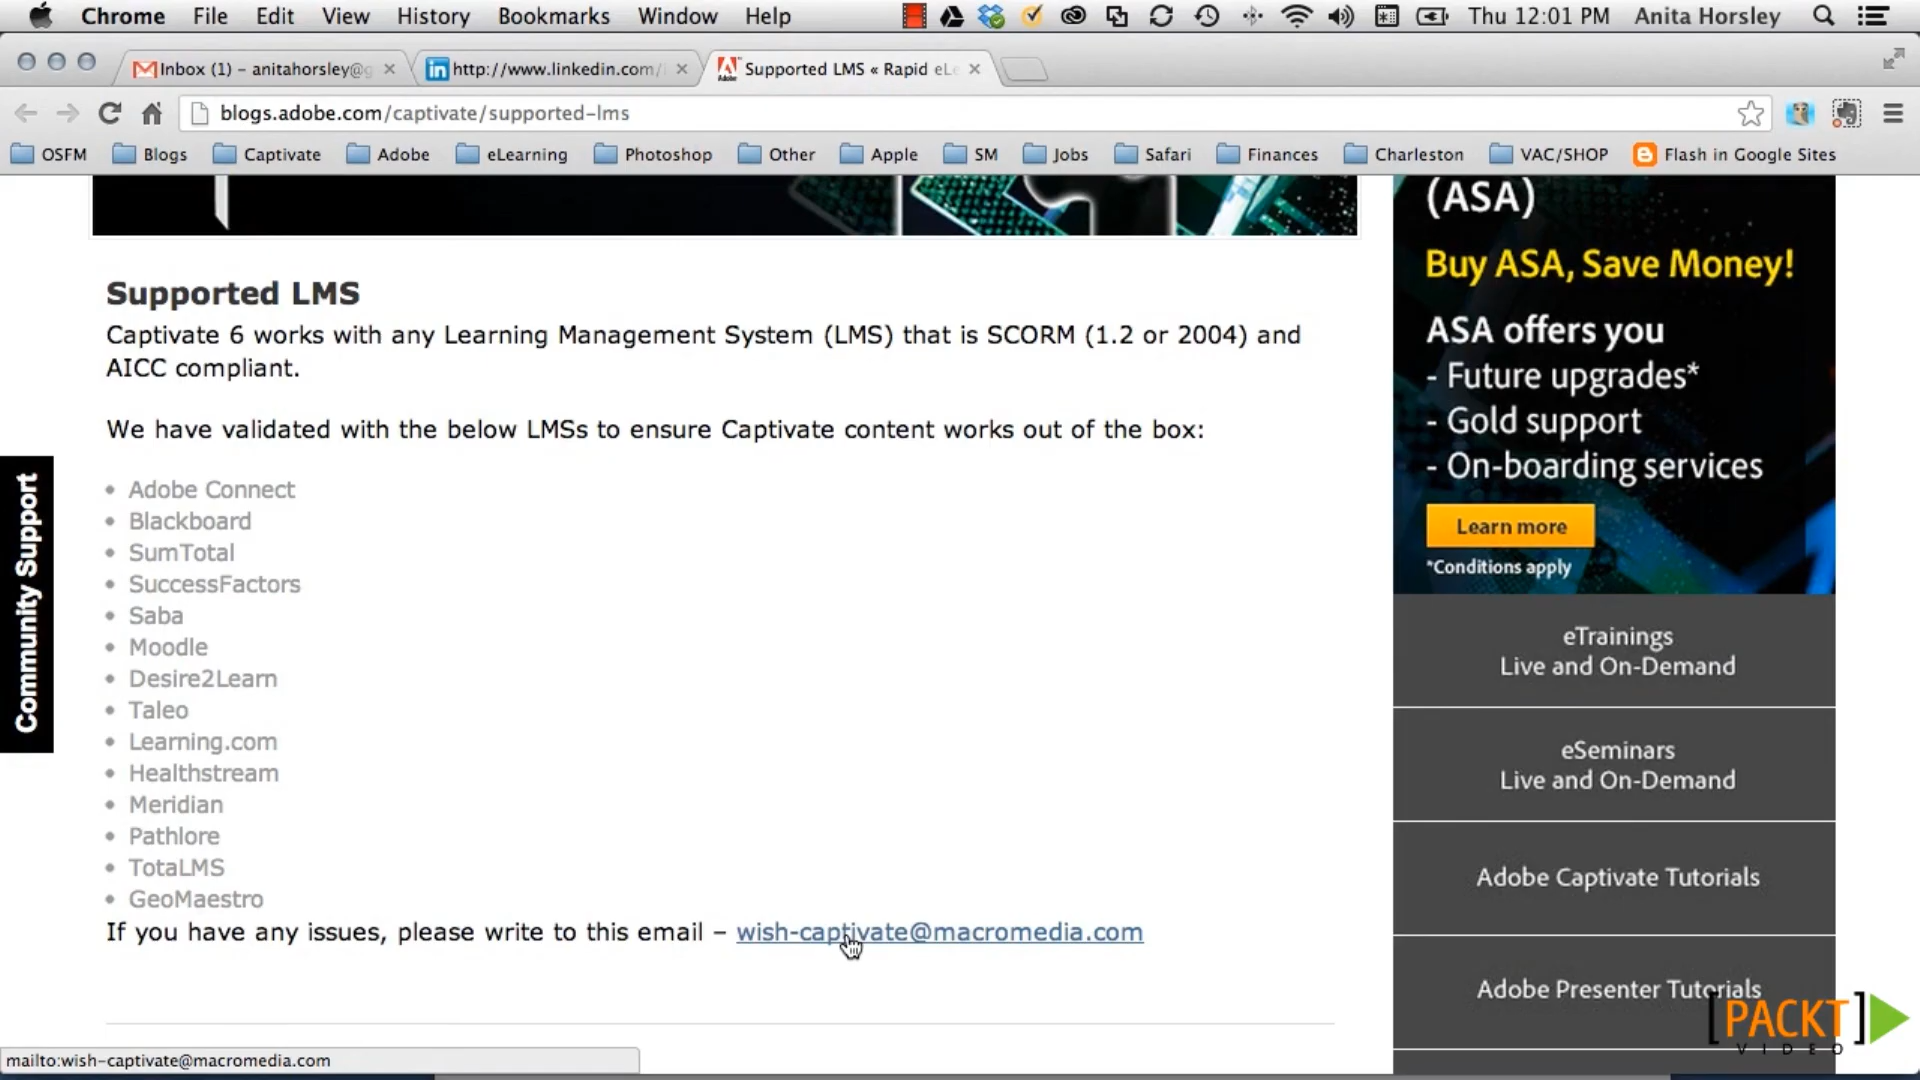 Chrome File Edit View History Bookmarks Window Help Thu 12:01 PM Anita Horsley
Inbox (1) – anitahorsley@g
http://www.linkedin.com/
Supported LMS « Rapid eLe
blogs.adobe.com/captivate/supported-lms
OSFM Blogs Captivate Adobe eLearning Photoshop Other Apple SM Jobs Safari Finances Charleston VAC/SHOP Flash in Google Sites
Supported LMS
Captivate 6 works with any Learning Management System (LMS) that is SCORM (1.2 or 2004) and
AICC compliant.
We have validated with the below LMSs to ensure Captivate content works out of the box:
• Adobe Connect
• Blackboard
• SumTotal
• SuccessFactors
• Saba
• Moodle
• Desire2Learn
• Taleo
• Learning.com
• Healthstream
• Meridian
• Pathlore
• TotaLMS
• GeoMaestro
If you have any issues, please write to this email – wish-captivate@macromedia.com
Community Support
(ASA)
Buy ASA, Save Money!
ASA offers you
- Future upgrades*
- Gold support
- On-boarding services
Learn more
*Conditions apply
eTrainings
Live and On-Demand
eSeminars
Live and On-Demand
Adobe Captivate Tutorials
Adobe Presenter Tutorials
[PACKT]
VIDEO
mailto:wish-captivate@macromedia.com